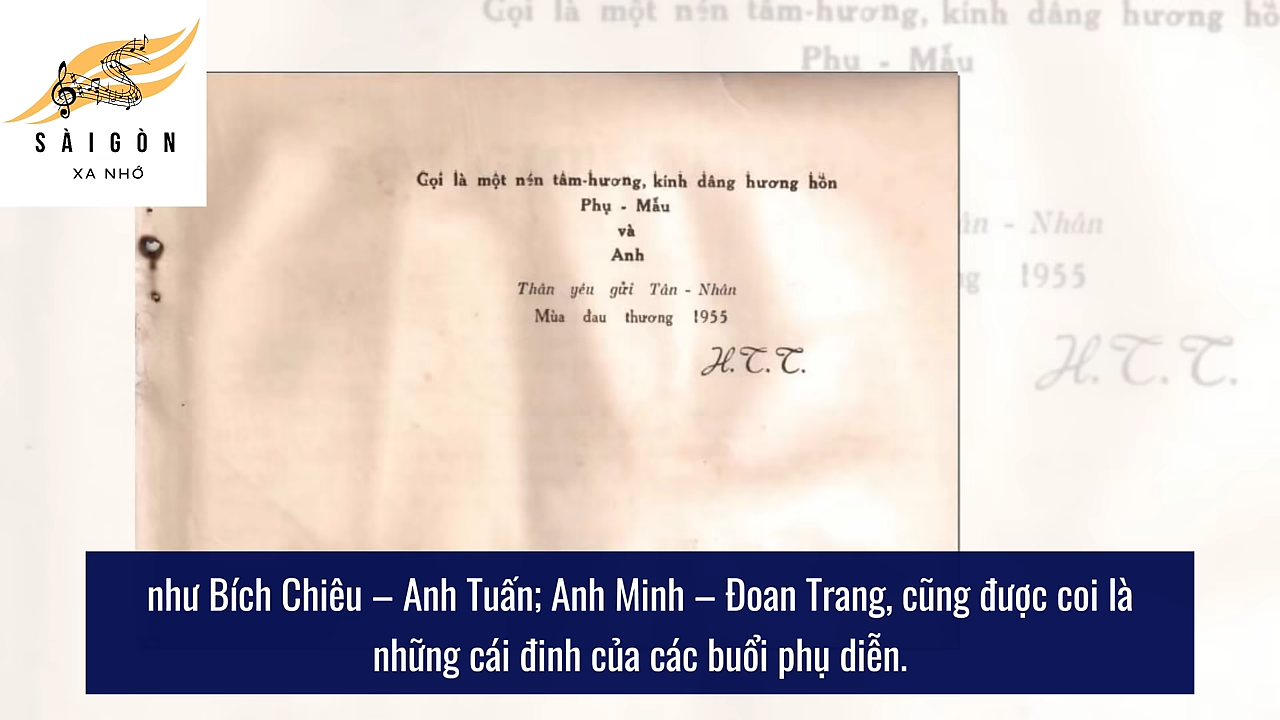 SÀIGÒN
XA NHỚ
Gọi là một nén tâm-hương, kính dâng hương hồn
Phụ - Mẫu
và
Anh
Thân yêu gửi Tân - Nhân
Mùa đau thương 1955
H.T.T.
như Bích Chiêu – Anh Tuấn; Anh Minh – Đoan Trang, cũng được coi là
những cái đinh của các buổi phụ diễn.